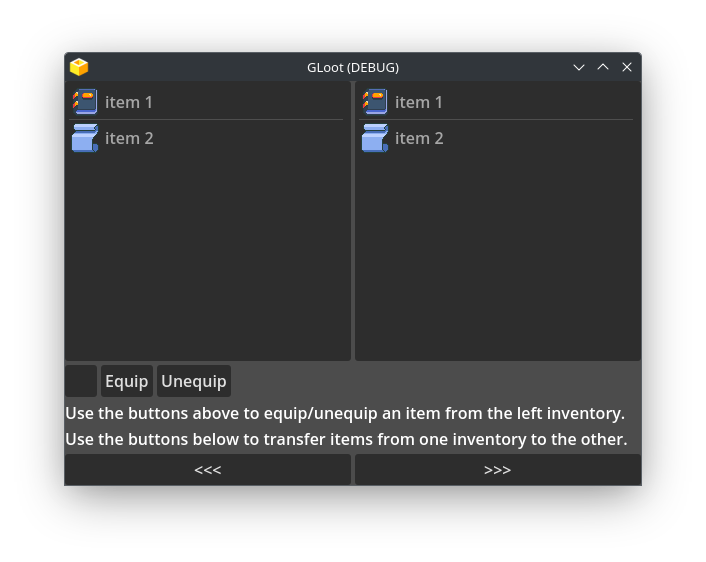 GLoot (DEBUG)
item 1
item 2
item 1
item 2
Equip Unequip
Use the buttons above to equip/unequip an item from the left inventory.
Use the buttons below to transfer items from one inventory to the other.
<<< >>>